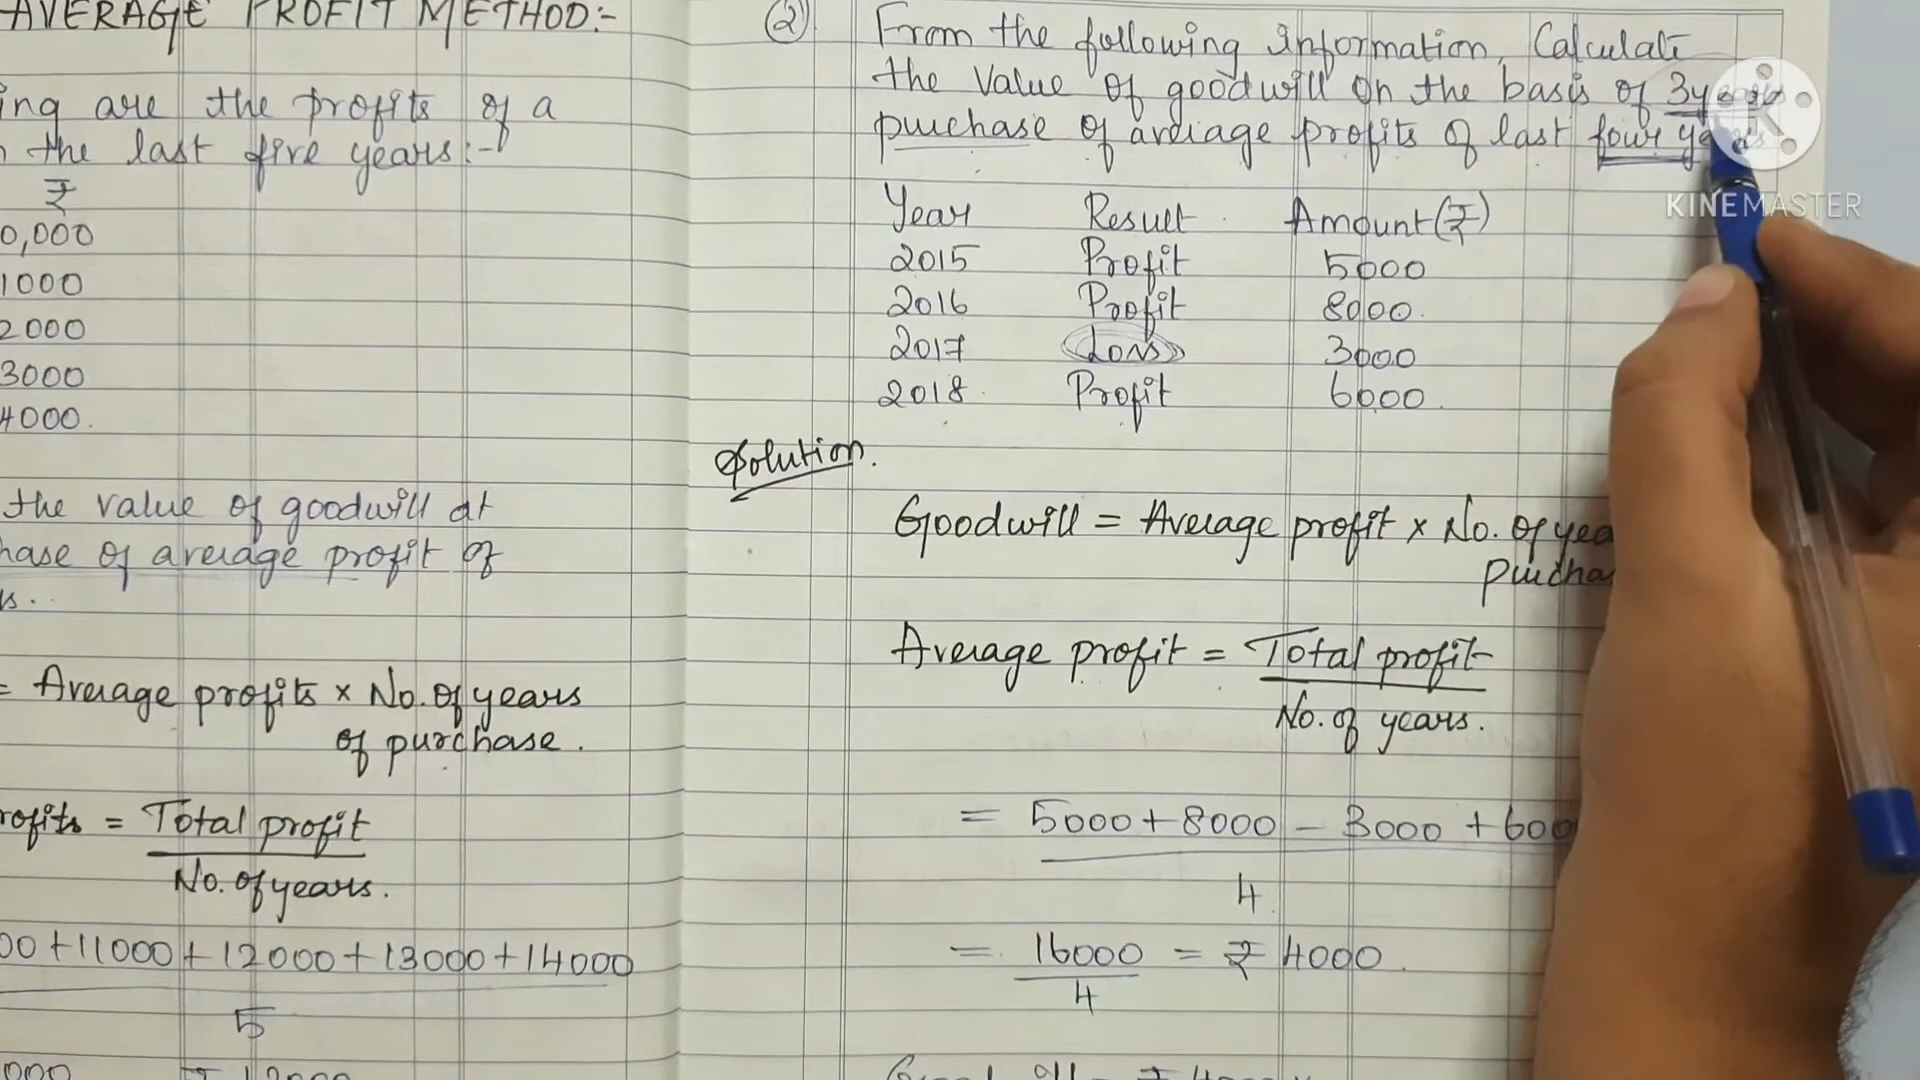 AVERAGE PROFIT METHOD:-
ing are the profits of a
the last five years:-
₹
0,000
1000
2000
3000
4000.
the value of goodwill at
hase of average profit of
s.
= Average profits × No. of years
of purchase.
rofits = Total profit
No. of years.
00 + 11000 + 12000 + 13000 + 14000
5
000
② From the following information, Calculate
the value of goodwill on the basis of 3 years
purchase of average profits of last four years
KINEMASTER
Year Result Amount (₹)
2015 Profit 5000
2016 Profit 8000.
2017 Loss 3000
2018. Profit 6000.
Solution.
Goodwill = Average profit × No. of yea
Purcha
Average profit = Total profit
No. of years.
= 5000 + 8000 - 3000 + 600
4.
= 16000 = ₹ 4000.
4